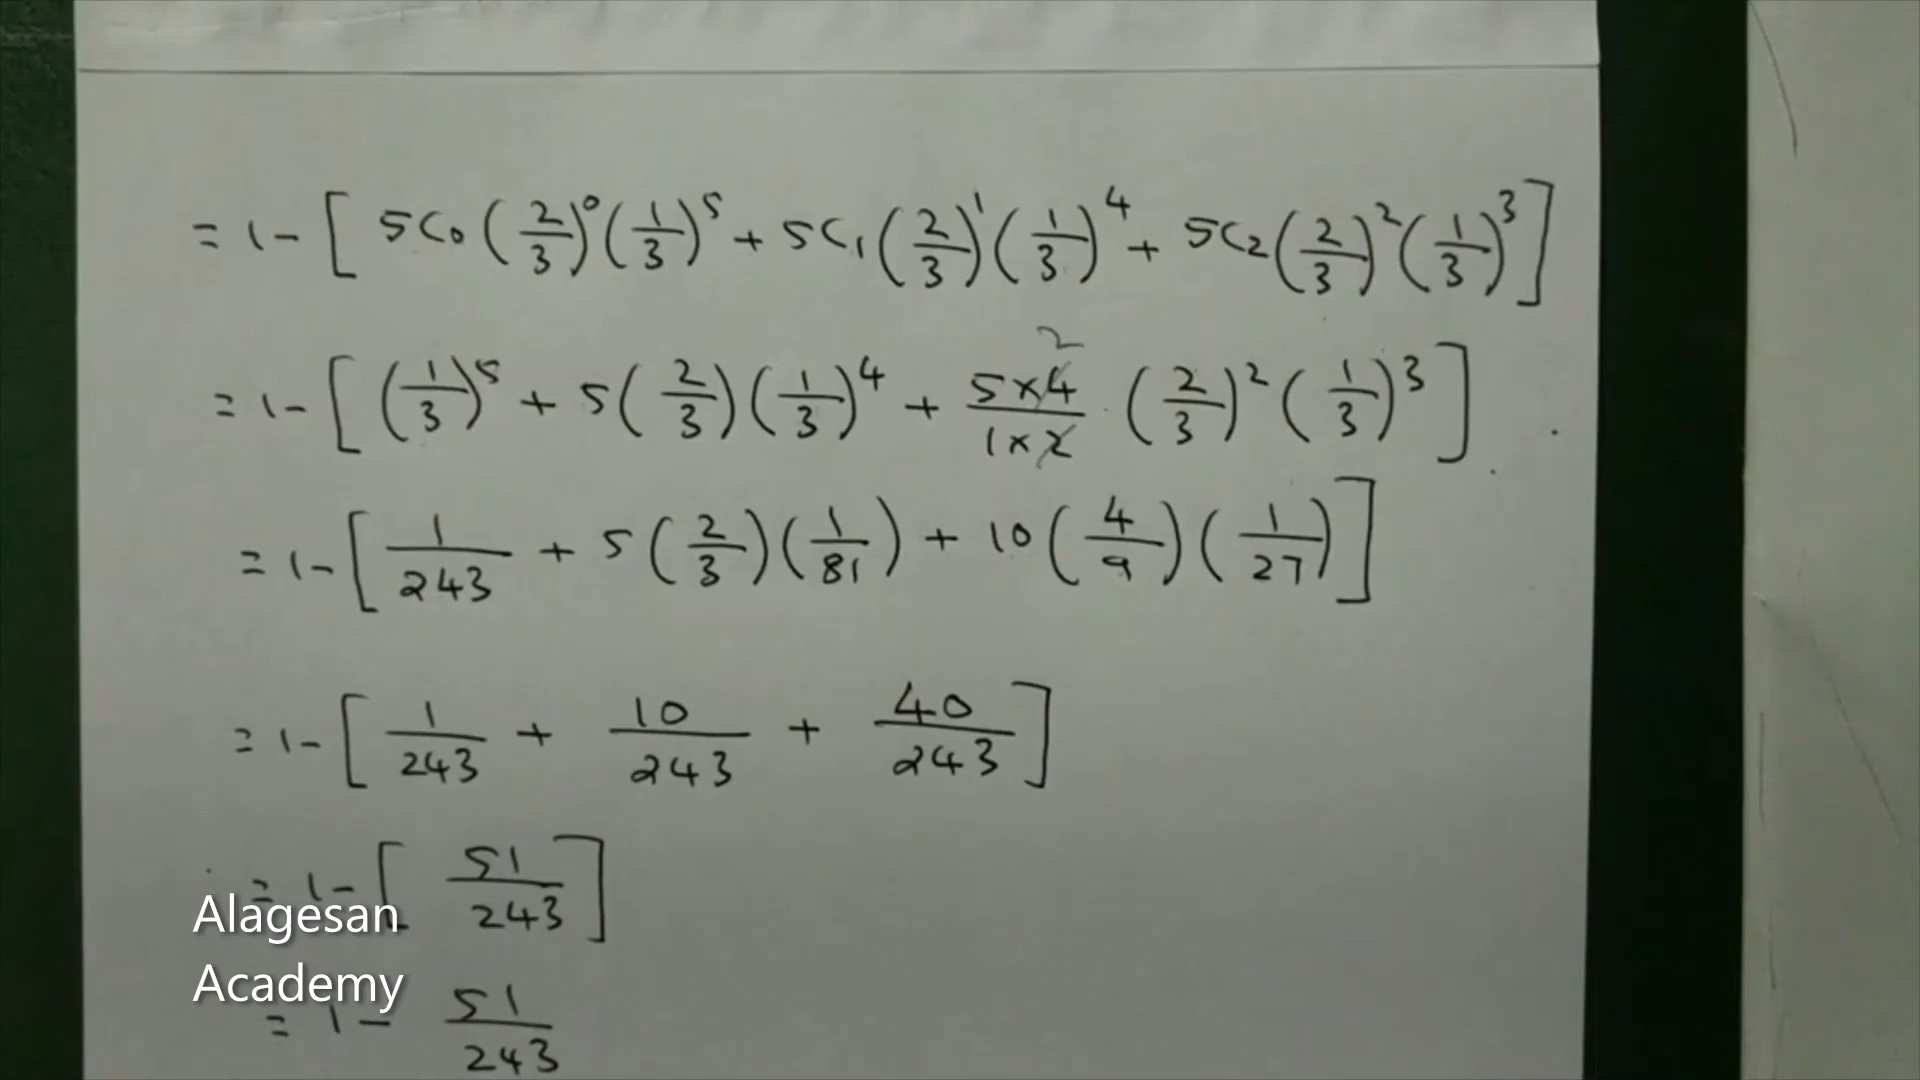 = 1 - [ 5C₀ (2/3)⁰ (1/3)⁵ + 5C₁ (2/3)¹ (1/3)⁴ + 5C₂ (2/3)² (1/3)³ ]
2
= 1 - [ (1/3)⁵ + 5 (2/3) (1/3)⁴ + (5×4)/(1×2) · (2/3)² (1/3)³ ]
= 1 - [ 1/243 + 5 (2/3) (1/81) + 10 (4/9) (1/27) ]
= 1 - [ 1/243 + 10/243 + 40/243 ]
= 1 - [ 51/243 ]
Alagesan
Academy
= 1 - 51/243